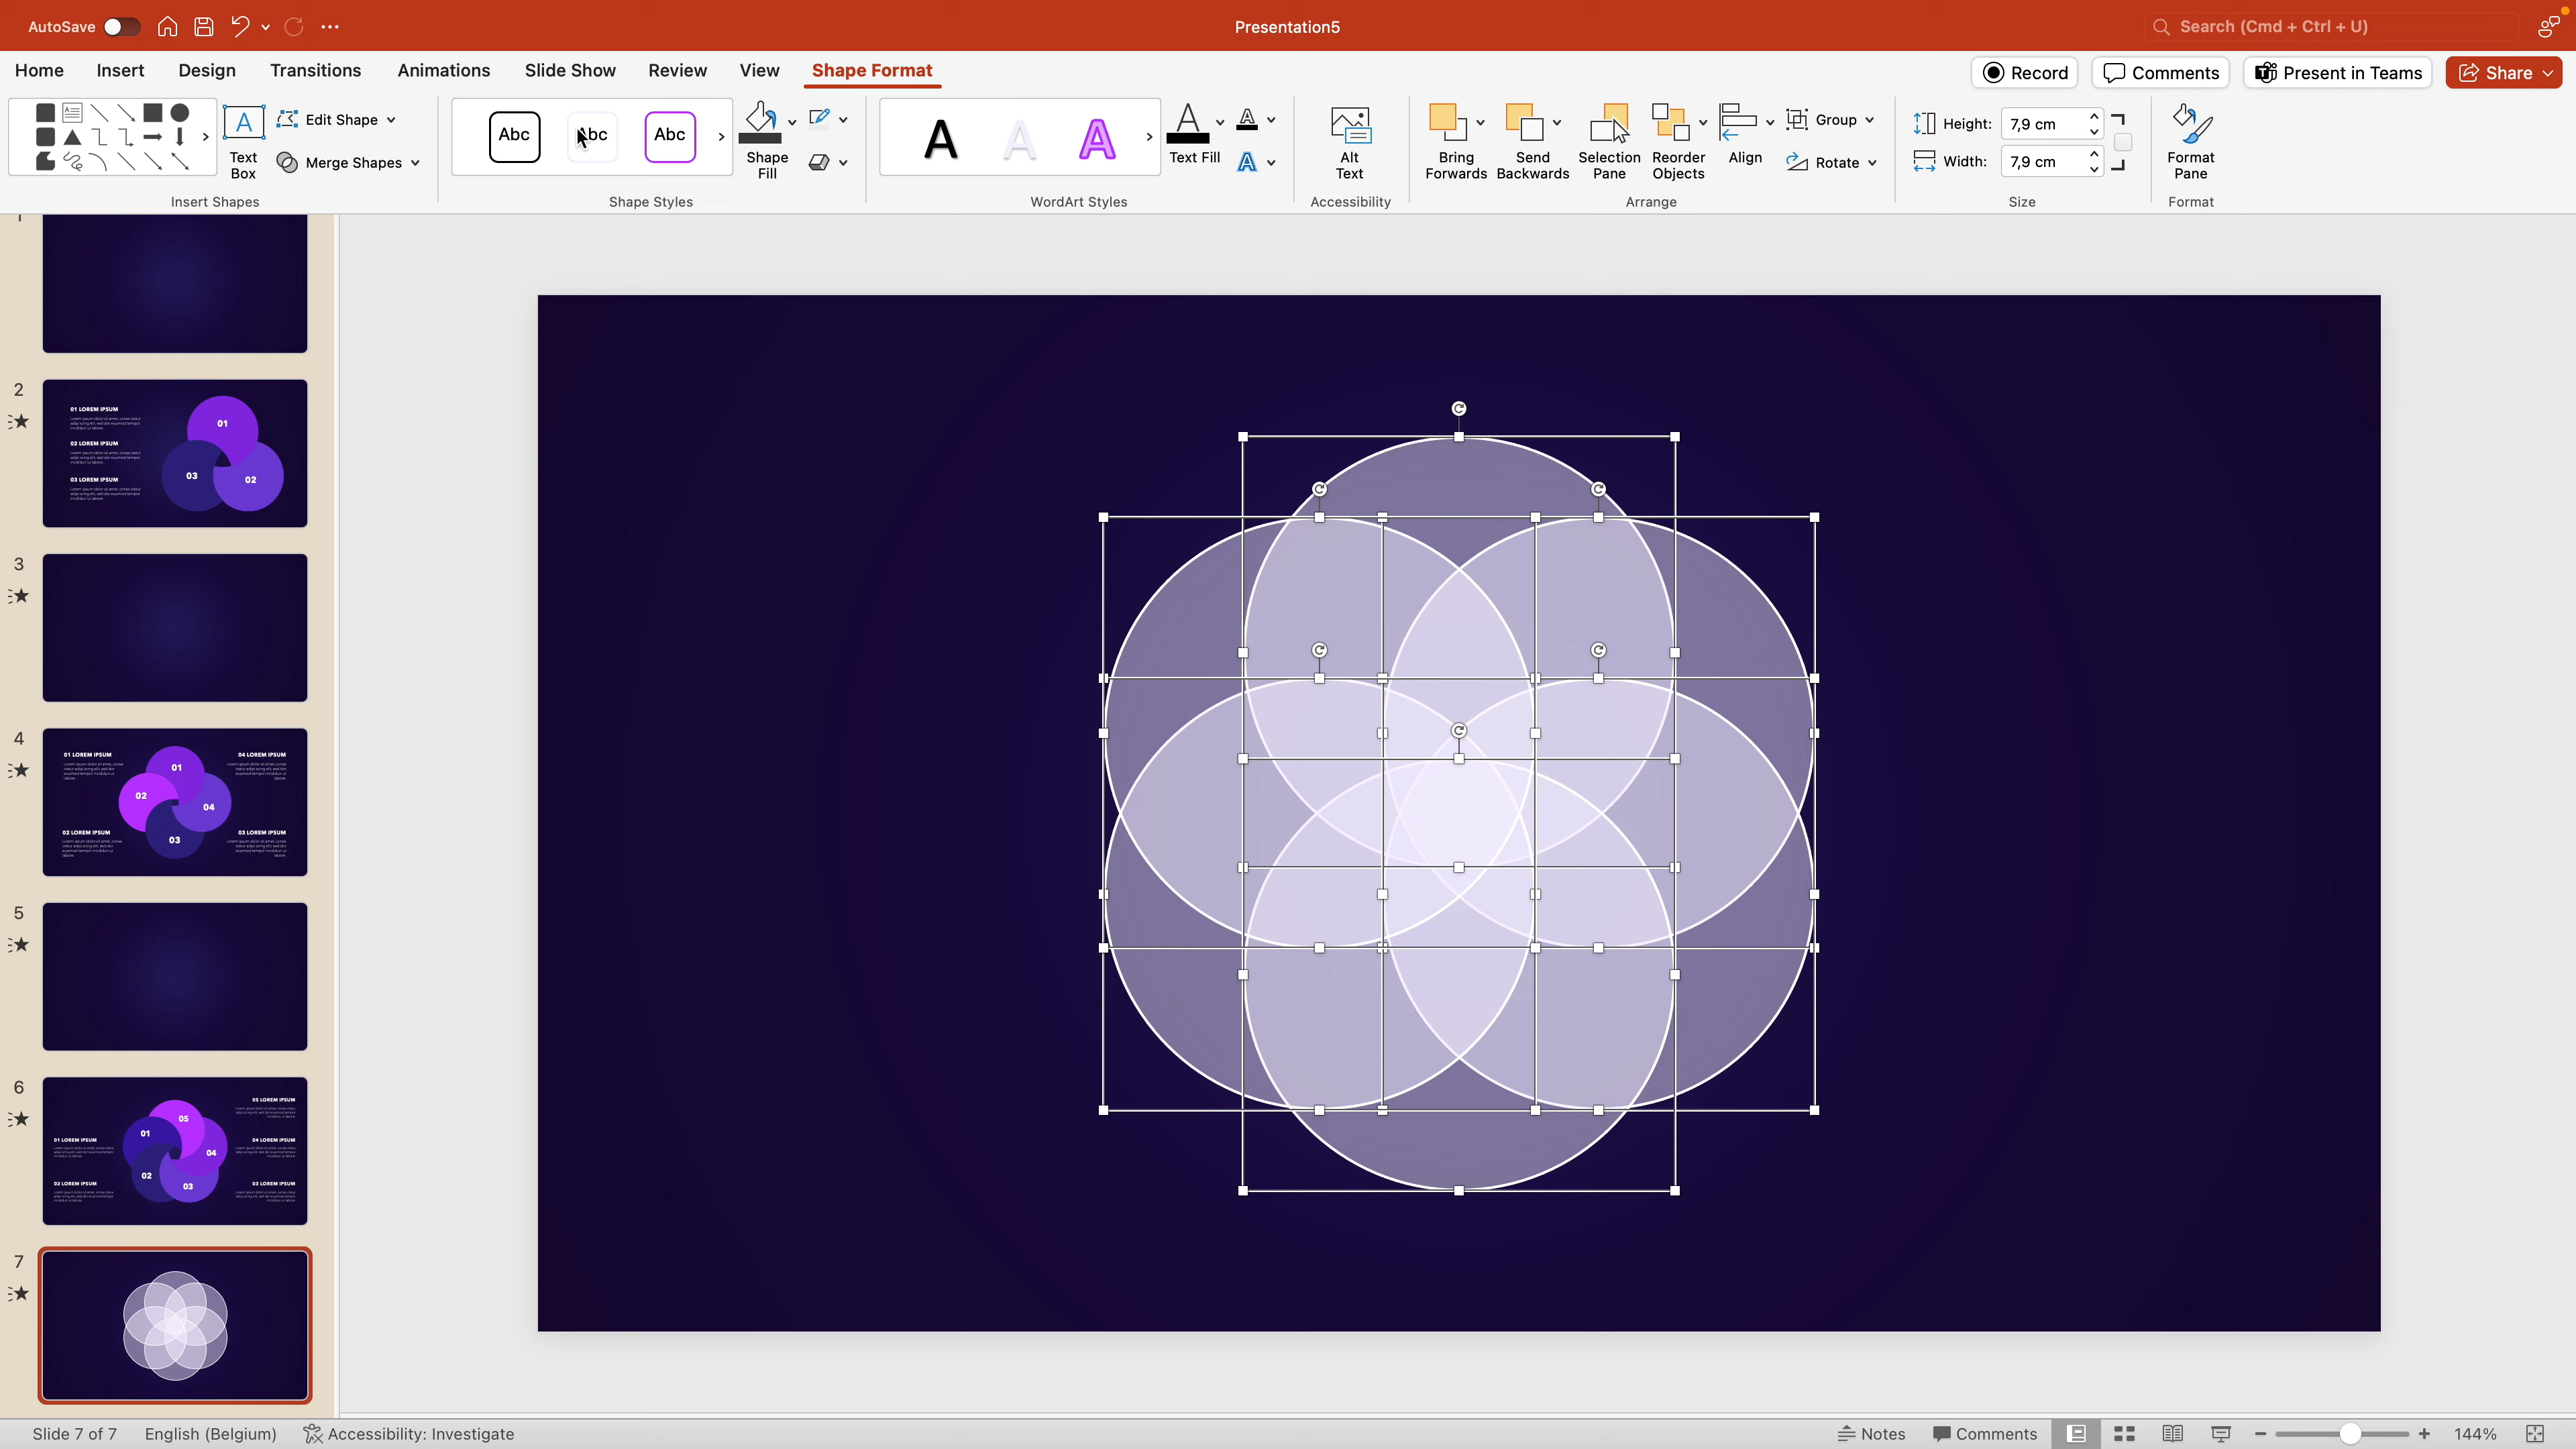 AutoSave
Presentation5
Search (Cmd + Ctrl + U)
Home Insert Design Transitions Animations Slide Show Review View Shape Format
Record Comments Present in Teams Share
A Text Box
Edit Shape
Merge Shapes
Insert Shapes
Abc Abc Abc
Shape Fill
Shape Styles
A A A
Text Fill
WordArt Styles
Alt Text
Accessibility
Bring Forwards
Send Backwards
Selection Pane
Reorder Objects
Align
Group
Rotate
Arrange
Height: 7,9 cm
Width: 7,9 cm
Size
Format Pane
Format
1
2
01 LOREM IPSUM
02 LOREM IPSUM
03 LOREM IPSUM
01
03
02
3
4
01 LOREM IPSUM
04 LOREM IPSUM
01
02
04
03
02 LOREM IPSUM
03 LOREM IPSUM
5
6
05 LOREM IPSUM
05
01
01 LOREM IPSUM
04 LOREM IPSUM
04
02
03
02 LOREM IPSUM
03 LOREM IPSUM
7
Slide 7 of 7 English (Belgium) Accessibility: Investigate
Notes Comments 144%